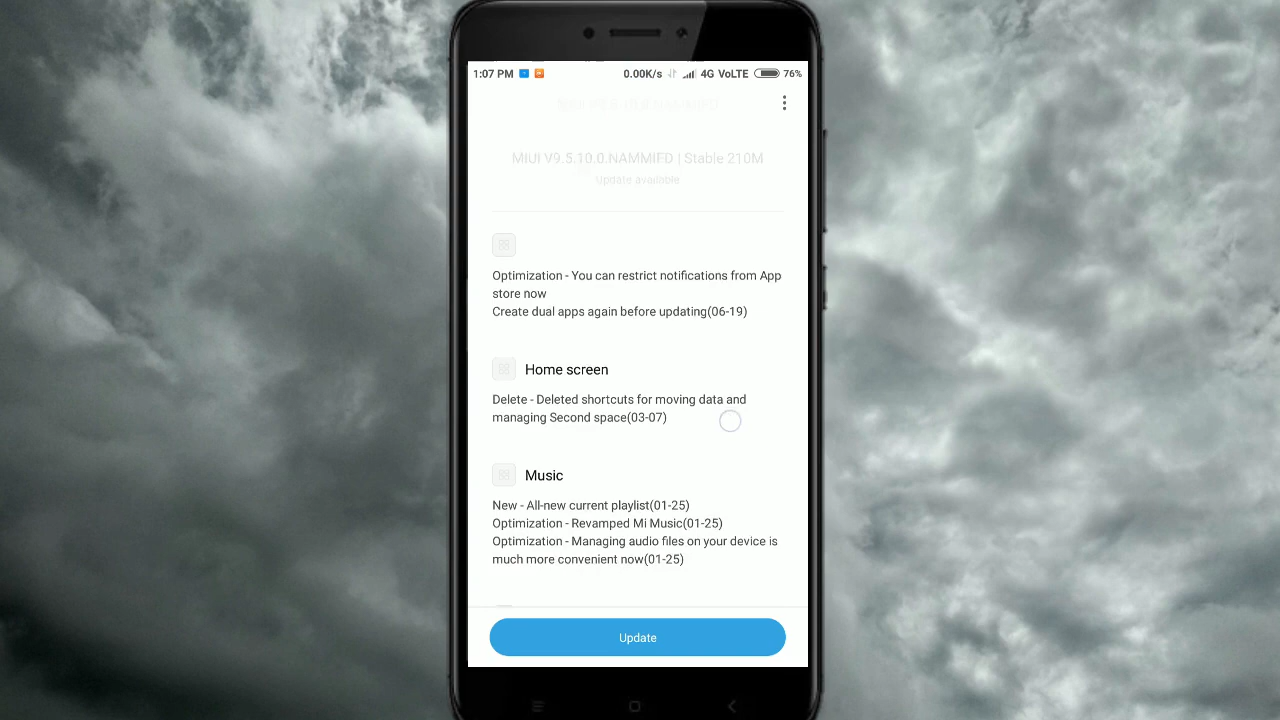 1:07 PM 0.00K/s 4G VoLTE 76%
MIUI V9.5.10.0.NAMMIFD | Stable 210M
Update available
Optimization - You can restrict notifications from App
store now
Create dual apps again before updating(06-19)
Home screen
Delete - Deleted shortcuts for moving data and
managing Second space(03-07)
Music
New - All-new current playlist(01-25)
Optimization - Revamped Mi Music(01-25)
Optimization - Managing audio files on your device is
much more convenient now(01-25)
Update